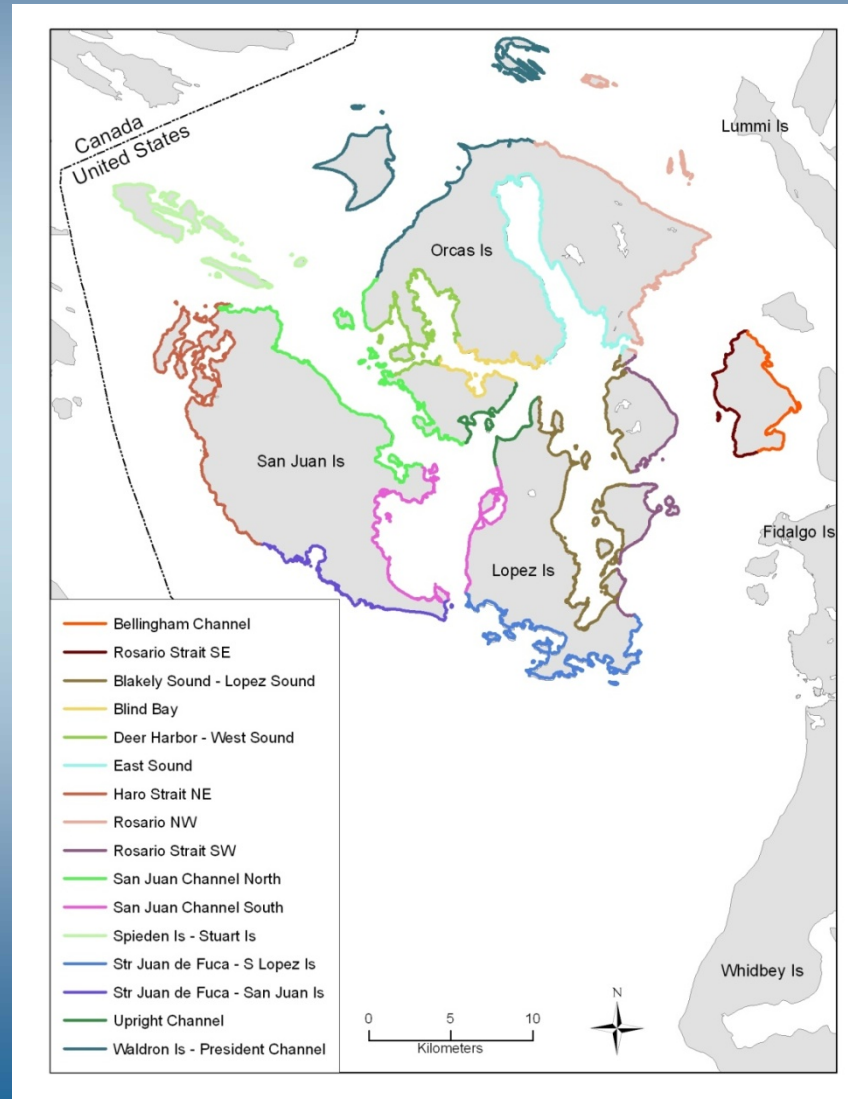 Canada
United States
Lummi Is
Orcas Is
San Juan Is
Fidalgo Is
Lopez Is
Bellingham Channel
Rosario Strait SE
Blakely Sound - Lopez Sound
Blind Bay
Deer Harbor - West Sound
East Sound
Haro Strait NE
Rosario NW
Rosario Strait SW
San Juan Channel North
San Juan Channel South
Spieden Is - Stuart Is
Str Juan de Fuca - S Lopez Is
Str Juan de Fuca - San Juan Is
Upright Channel
Waldron Is - President Channel
Whidbey Is
N
0 5 10
Kilometers